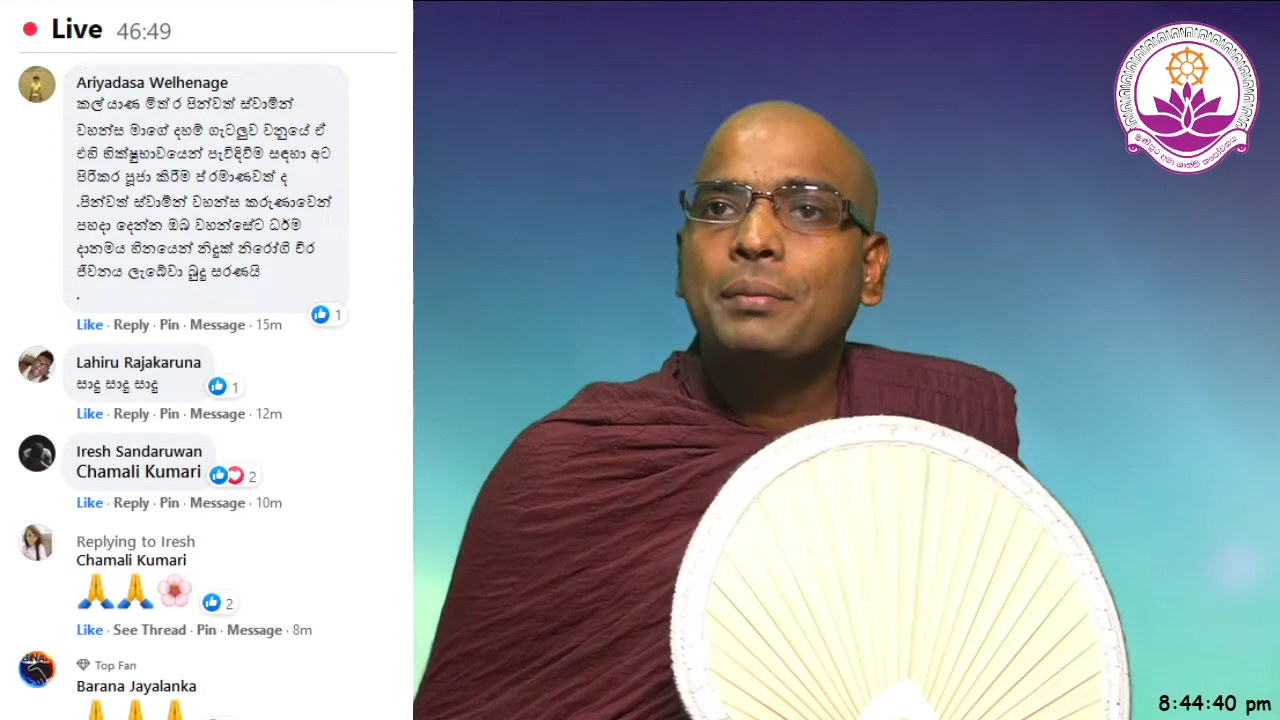 Live 46:49
Ariyadasa Welhenage
කල් යාණ මිත් ර පින්වත් ස්වාමින්
වහන්ස මාගේ දහම් ගැටලුව වනුයේ ඒ
එහි භික්ෂුභාවයෙන් පැවිදිවීම සඳහා අට
පිරිකර පූජා කිරීම ප් රමාණවත් ද
.පින්වත් ස්වාමින් වහන්ස කරුණාවෙන්
පහදා දෙන්න ඔබ වහන්සේට ධර්ම
දානමය හිතයෙන් නිදුක් නිරෝගි චිර
ජීවනය ලැබේවා බුදු සරණයි
.
1
Like · Reply · Pin · Message · 15m
Lahiru Rajakaruna
සාදු සාදු සාදු
1
Like · Reply · Pin · Message · 12m
Iresh Sandaruwan
Chamali Kumari
2
Like · Reply · Pin · Message · 10m
Replying to Iresh
Chamali Kumari
🙏🙏🌸
2
Like · See Thread · Pin · Message · 8m
Top Fan
Barana Jayalanka
8:44:40 pm